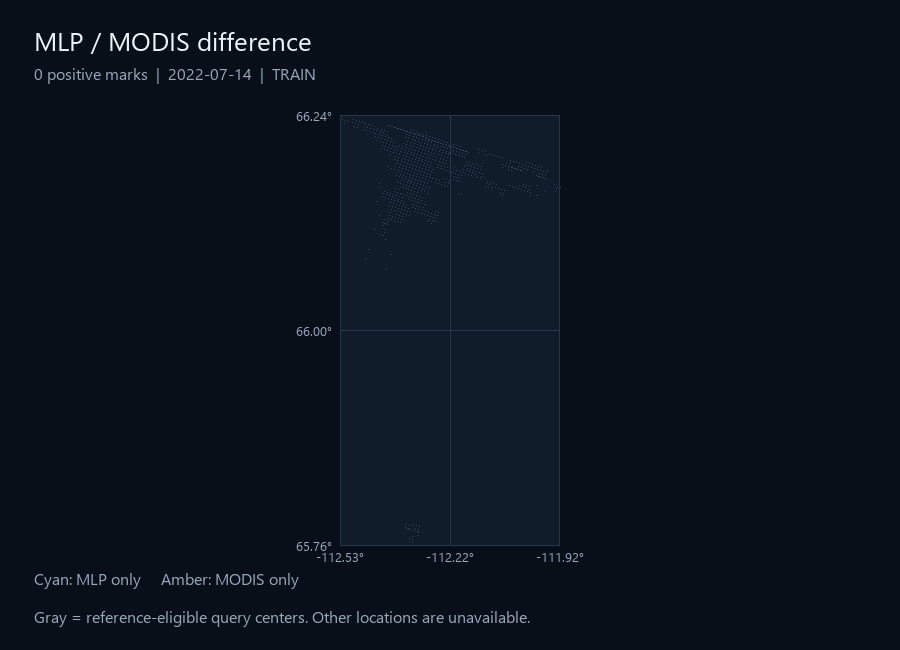 MLP / MODIS difference
0 positive marks | 2022-07-14 | TRAIN
66.24°
66.00°
65.76°
-112.53° -112.22° -111.92°
Cyan: MLP only Amber: MODIS only
Gray = reference-eligible query centers. Other locations are unavailable.